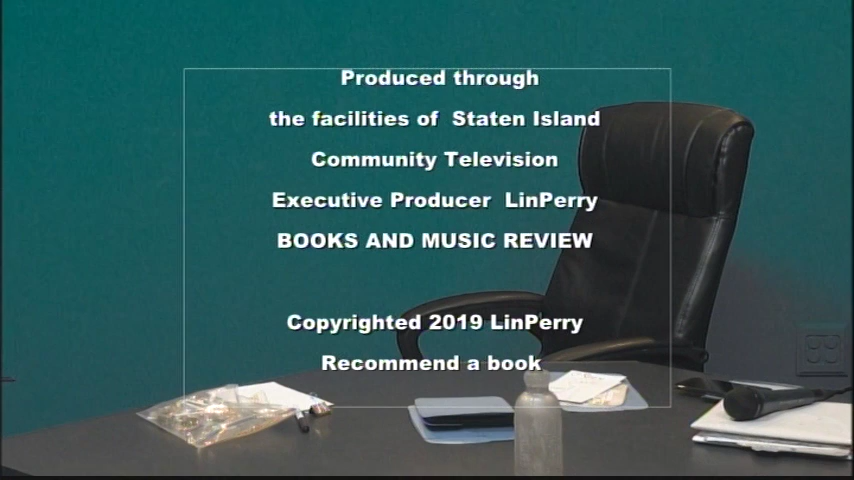 Produced through
the facilities of  Staten Island
Community Television
Executive Producer  LinPerry
BOOKS AND MUSIC REVIEW
Copyrighted 2019 LinPerry
Recommend a book